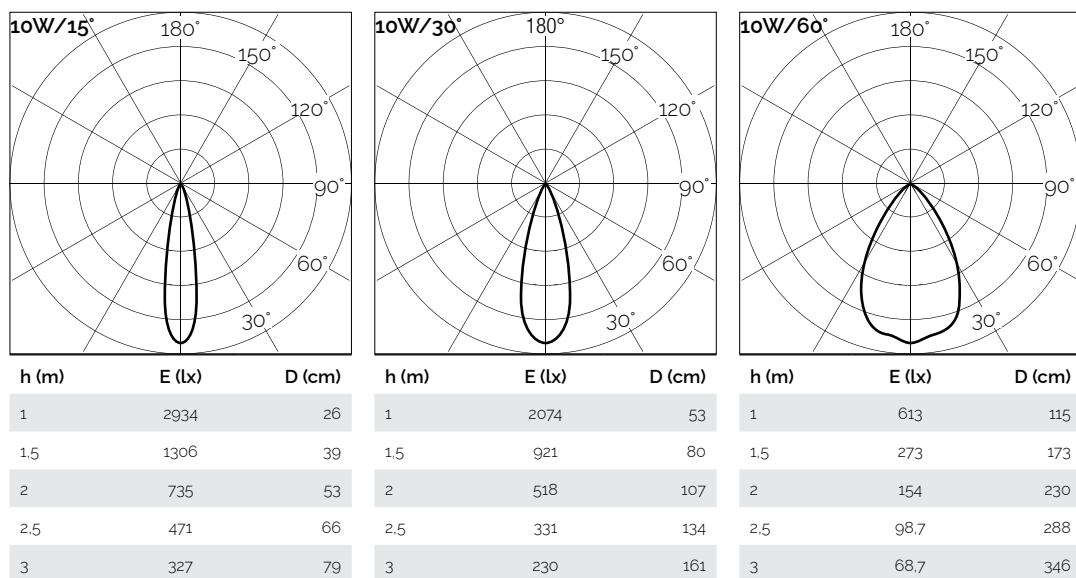 10W/15°
180°
150°
120°
90°
60°
30°
h (m) E (lx) D (cm)
1 2934 26
1,5 1306 39
2 735 53
2,5 471 66
3 327 79
10W/30°
180°
150°
120°
90°
60°
30°
h (m) E (lx) D (cm)
1 2074 53
1,5 921 80
2 518 107
2,5 331 134
3 230 161
10W/60°
180°
150°
120°
90°
60°
30°
h (m) E (lx) D (cm)
1 613 115
1,5 273 173
2 154 230
2,5 98,7 288
3 68,7 346